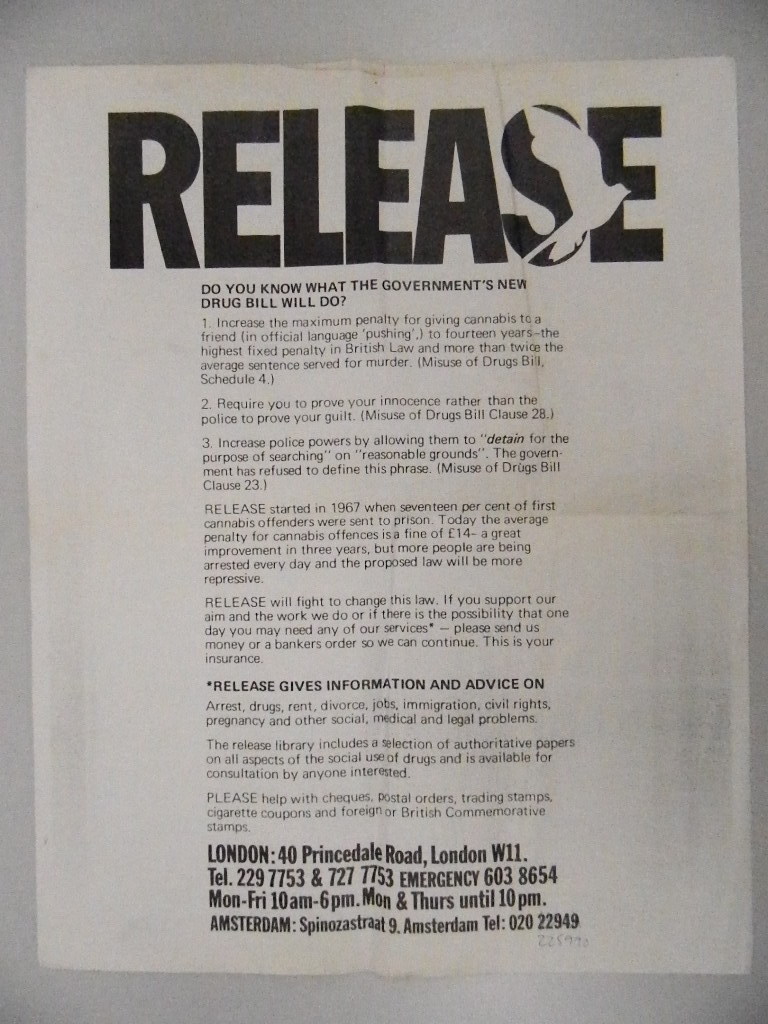 RELEASE
DO YOU KNOW WHAT THE GOVERNMENT'S NEW
DRUG BILL WILL DO?
1. Increase the maximum penalty for giving cannabis to a
friend (in official language 'pushing',) to fourteen years–the
highest fixed penalty in British Law and more than twice the
average sentence served for murder. (Misuse of Drugs Bill,
Schedule 4.)
2. Require you to prove your innocence rather than the
police to prove your guilt. (Misuse of Drugs Bill Clause 28.)
3. Increase police powers by allowing them to "detain for the
purpose of searching" on "reasonable grounds". The govern-
ment has refused to define this phrase. (Misuse of Drugs Bill
Clause 23.)
RELEASE started in 1967 when seventeen per cent of first
cannabis offenders were sent to prison. Today the average
penalty for cannabis offences is a fine of £14– a great
improvement in three years, but more people are being
arrested every day and the proposed law will be more
repressive.
RELEASE will fight to change this law. If you support our
aim and the work we do or if there is the possibility that one
day you may need any of our services* – please send us
money or a bankers order so we can continue. This is your
insurance.
*RELEASE GIVES INFORMATION AND ADVICE ON
Arrest, drugs, rent, divorce, jobs, immigration, civil rights,
pregnancy and other social, medical and legal problems.
The release library includes a selection of authoritative papers
on all aspects of the social use of drugs and is available for
consultation by anyone interested.
PLEASE help with cheques, postal orders, trading stamps,
cigarette coupons and foreign or British Commemorative
stamps.
LONDON: 40 Princedale Road, London W11.
Tel. 229 7753 & 727 7753 EMERGENCY 603 8654
Mon-Fri 10am-6pm. Mon & Thurs until 10pm.
AMSTERDAM: Spinozastraat 9. Amsterdam Tel: 020 22949